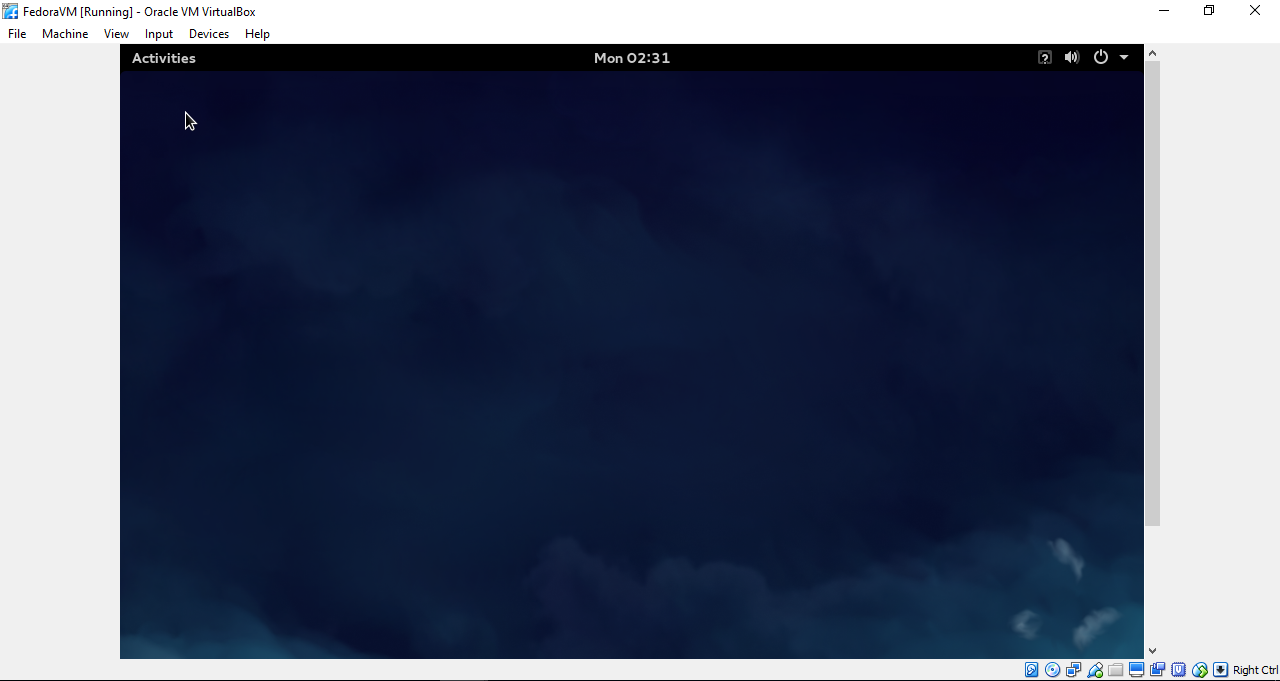 FedoraVM [Running] - Oracle VM VirtualBox
File Machine View Input Devices Help
Activities Mon 02:31
Right Ctrl